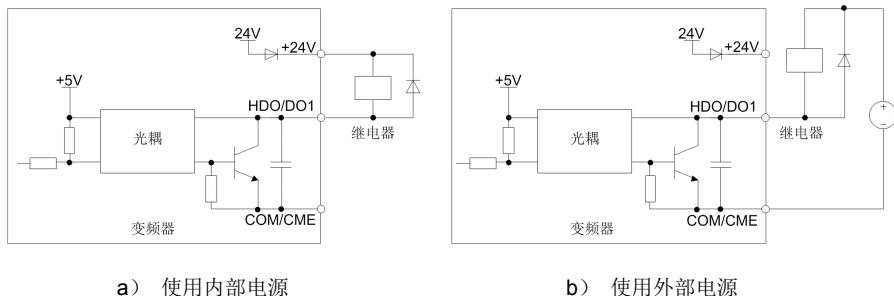 24V
+24V
+5V
HDO/DO1
光耦
继电器
COM/CME
变频器
a） 使用内部电源
24V
+24V
+5V
HDO/DO1
光耦
继电器
+
−
COM/CME
变频器
b） 使用外部电源